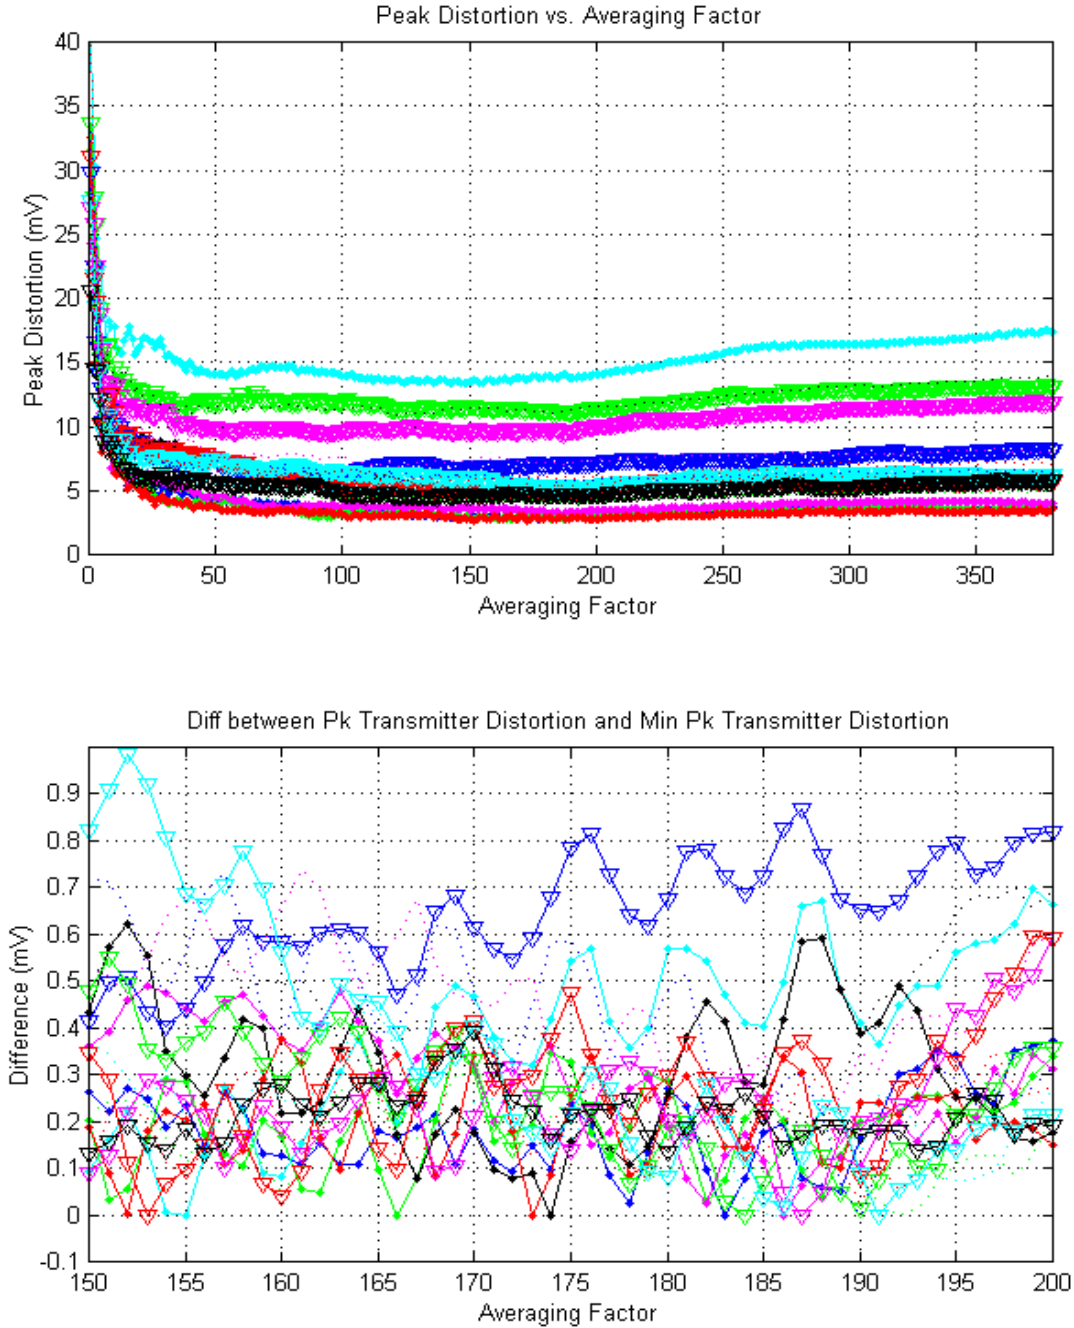 Peak Distortion vs. Averaging Factor
Peak Distortion (mV)
40
35
30
25
20
15
10
5
0
0 50 100 150 200 250 300 350
Averaging Factor
Diff between Pk Transmitter Distortion and Min Pk Transmitter Distortion
Difference (mV)
0.9
0.8
0.7
0.6
0.5
0.4
0.3
0.2
0.1
0
-0.1
150 155 160 165 170 175 180 185 190 195 200
Averaging Factor